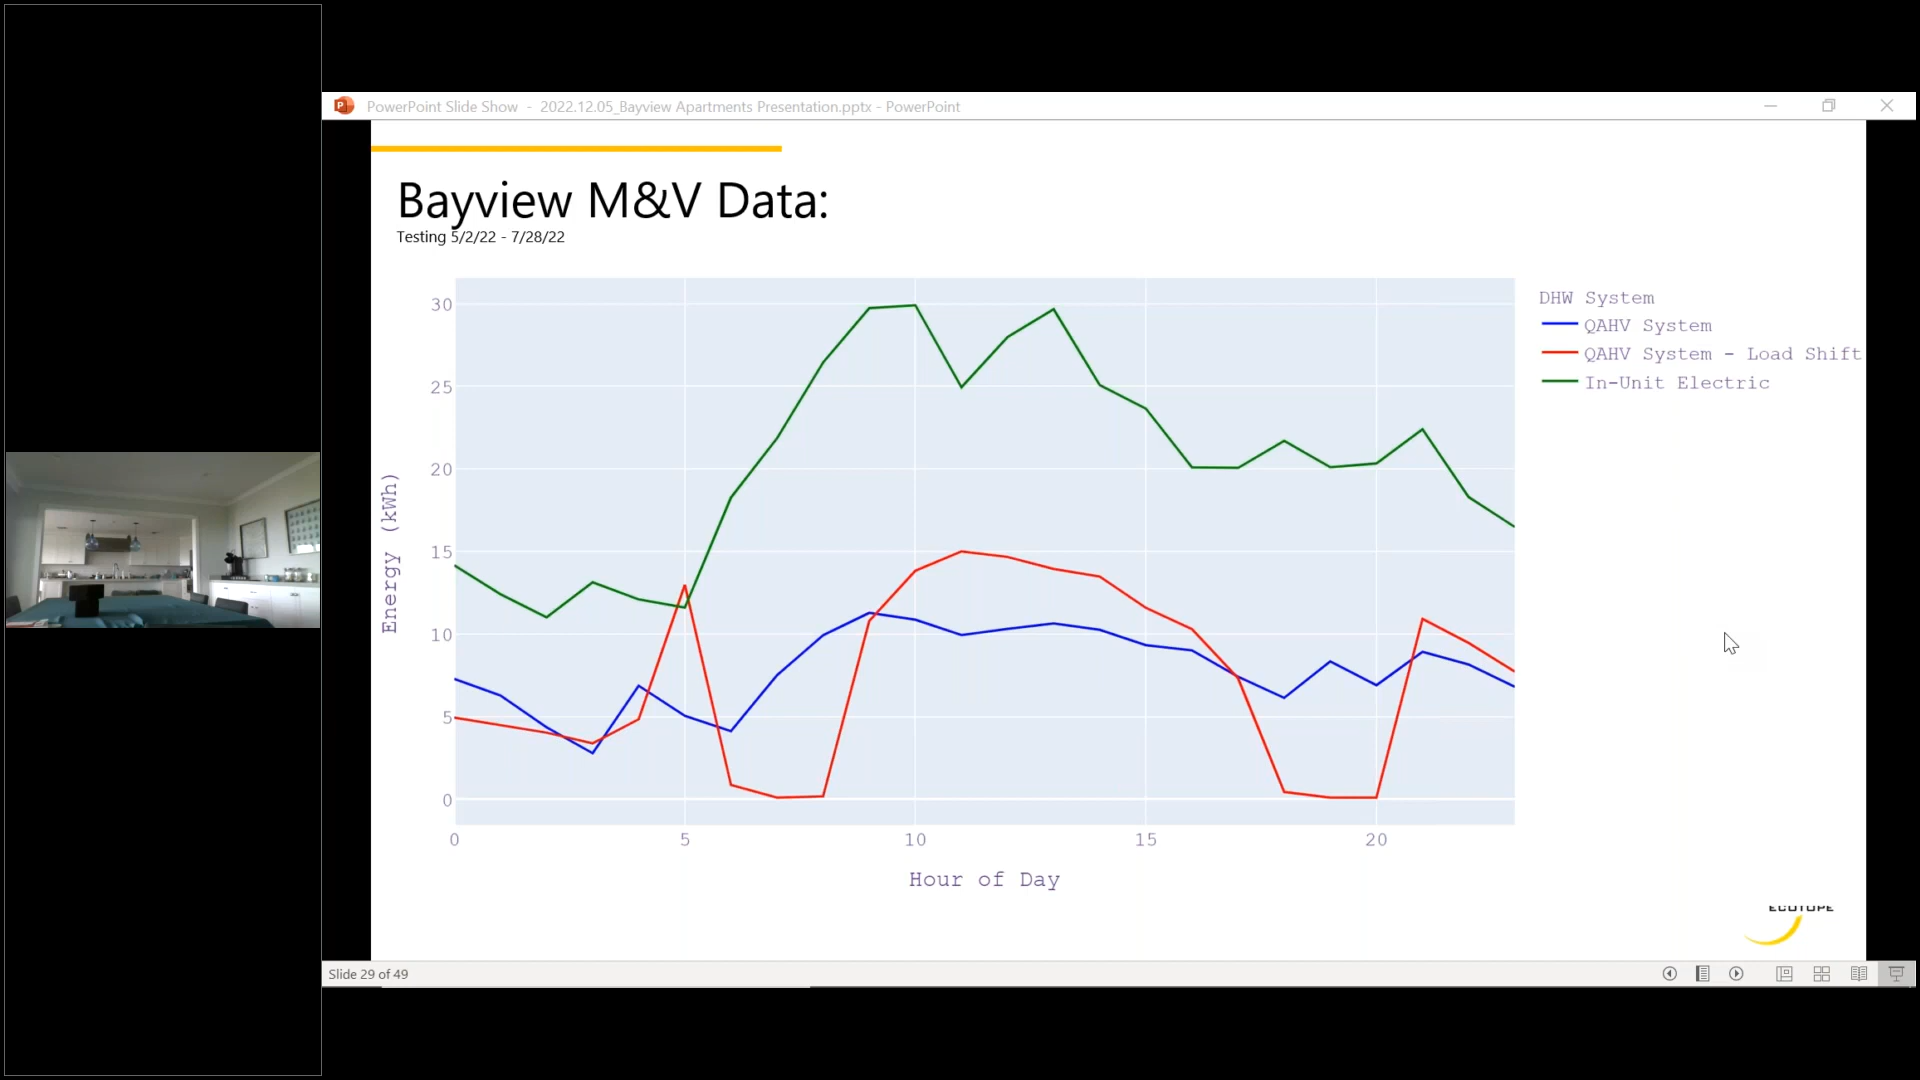 PowerPoint Slide Show - 2022.12.05_Bayview Apartments Presentation.pptx - PowerPoint
Bayview M&V Data:
Testing 5/2/22 - 7/28/22
DHW System
QAHV System
QAHV System - Load Shift
In-Unit Electric
30
25
20
15
10
5
0
Energy (kWh)
0 5 10 15 20
Hour of Day
ECOTOPE
Slide 29 of 49